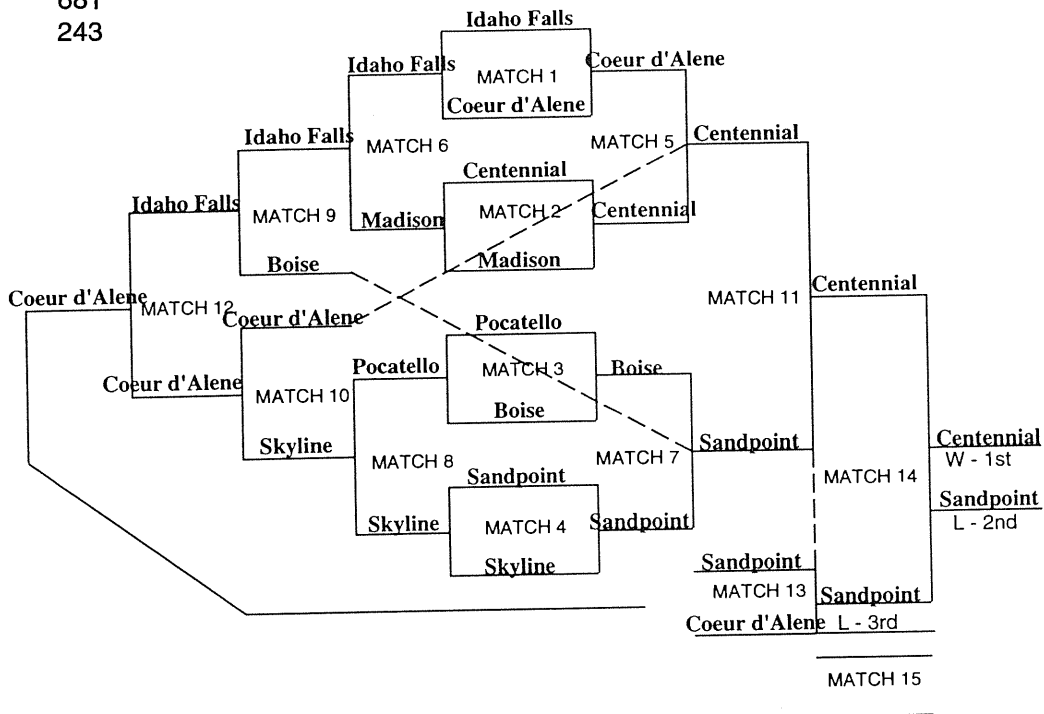 243
Idaho Falls
Idaho Falls
MATCH 1
Coeur d'Alene
Coeur d'Alene
Idaho Falls
MATCH 6
MATCH 5
Centennial
Centennial
Idaho Falls
MATCH 9
Madison
MATCH 2
Centennial
Madison
Boise
Coeur d'Alene
MATCH 12
Coeur d'Alene
MATCH 11
Centennial
Pocatello
Pocatello
MATCH 3
Boise
Coeur d'Alene
MATCH 10
Boise
Skyline
MATCH 8
MATCH 7
Sandpoint
Centennial
W - 1st
Sandpoint
MATCH 14
Sandpoint
L - 2nd
Skyline
MATCH 4
Sandpoint
Skyline
Sandpoint
MATCH 13
Sandpoint
Coeur d'Alene
L - 3rd
MATCH 15